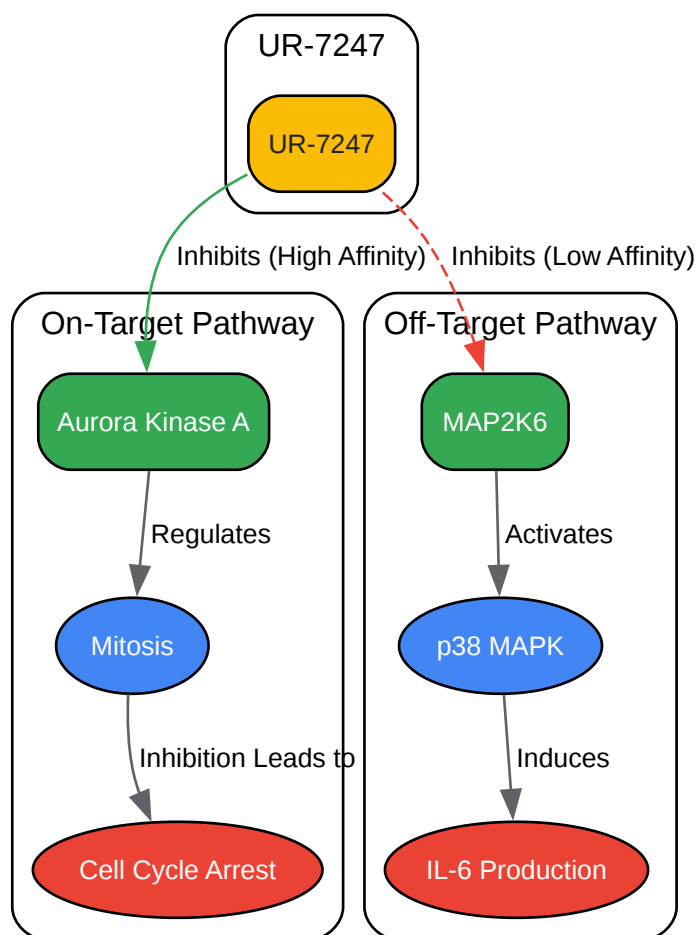 UR-7247
UR-7247
Inhibits (High Affinity)
Inhibits (Low Affinity)
On-Target Pathway
Off-Target Pathway
Aurora Kinase A
MAP2K6
Regulates
Activates
Mitosis
p38 MAPK
Inhibition Leads to
Induces
Cell Cycle Arrest
IL-6 Production